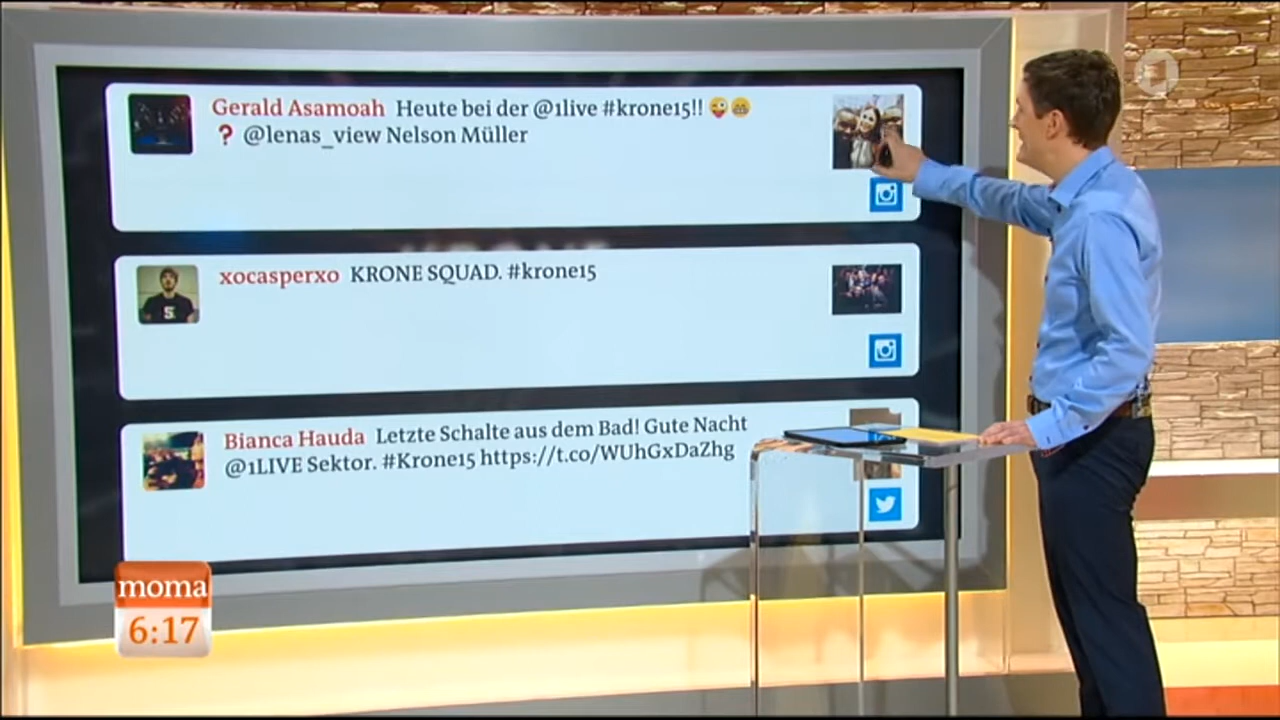 Gerald Asamoah Heute bei der @1live #krone15!! 😜😁
❓ @lenas_view Nelson Müller
xocasperxo KRONE SQUAD. #krone15
Bianca Hauda Letzte Schalte aus dem Bad! Gute Nacht
@1LIVE Sektor. #Krone15 https://t.co/WUhGxDaZhg
moma
6:17
1